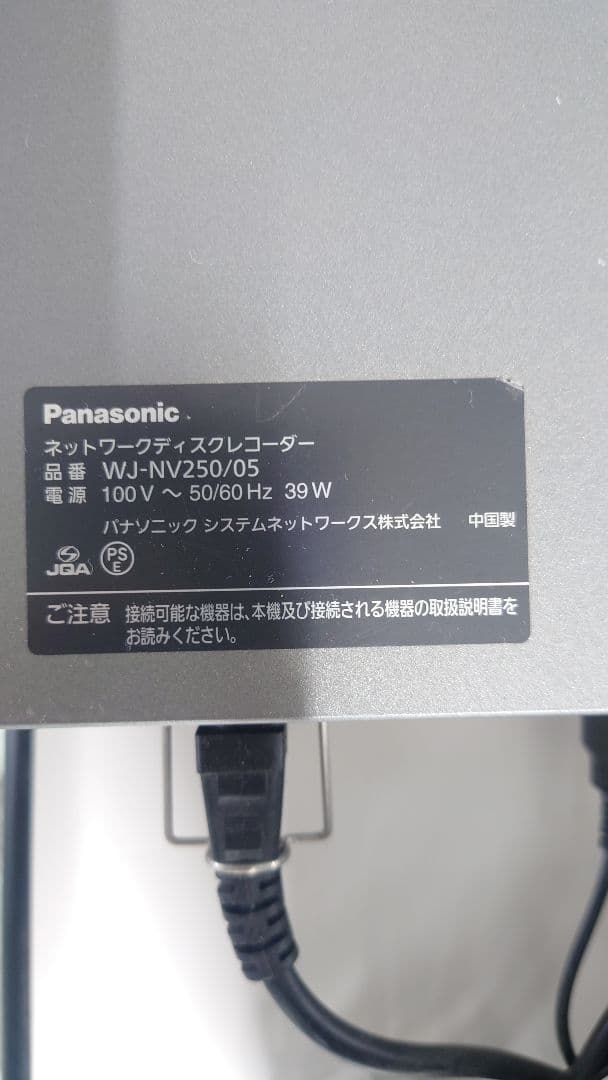 Panasonic
ネットワークディスクレコーダー
品番 WJ-NV250/05
電源 100V ～ 50/60Hz 39W
パナソニック システムネットワークス株式会社 中国製
JQA PS E
ご注意 接続可能な機器は、本機及び接続される機器の取扱説明書を
お読みください。